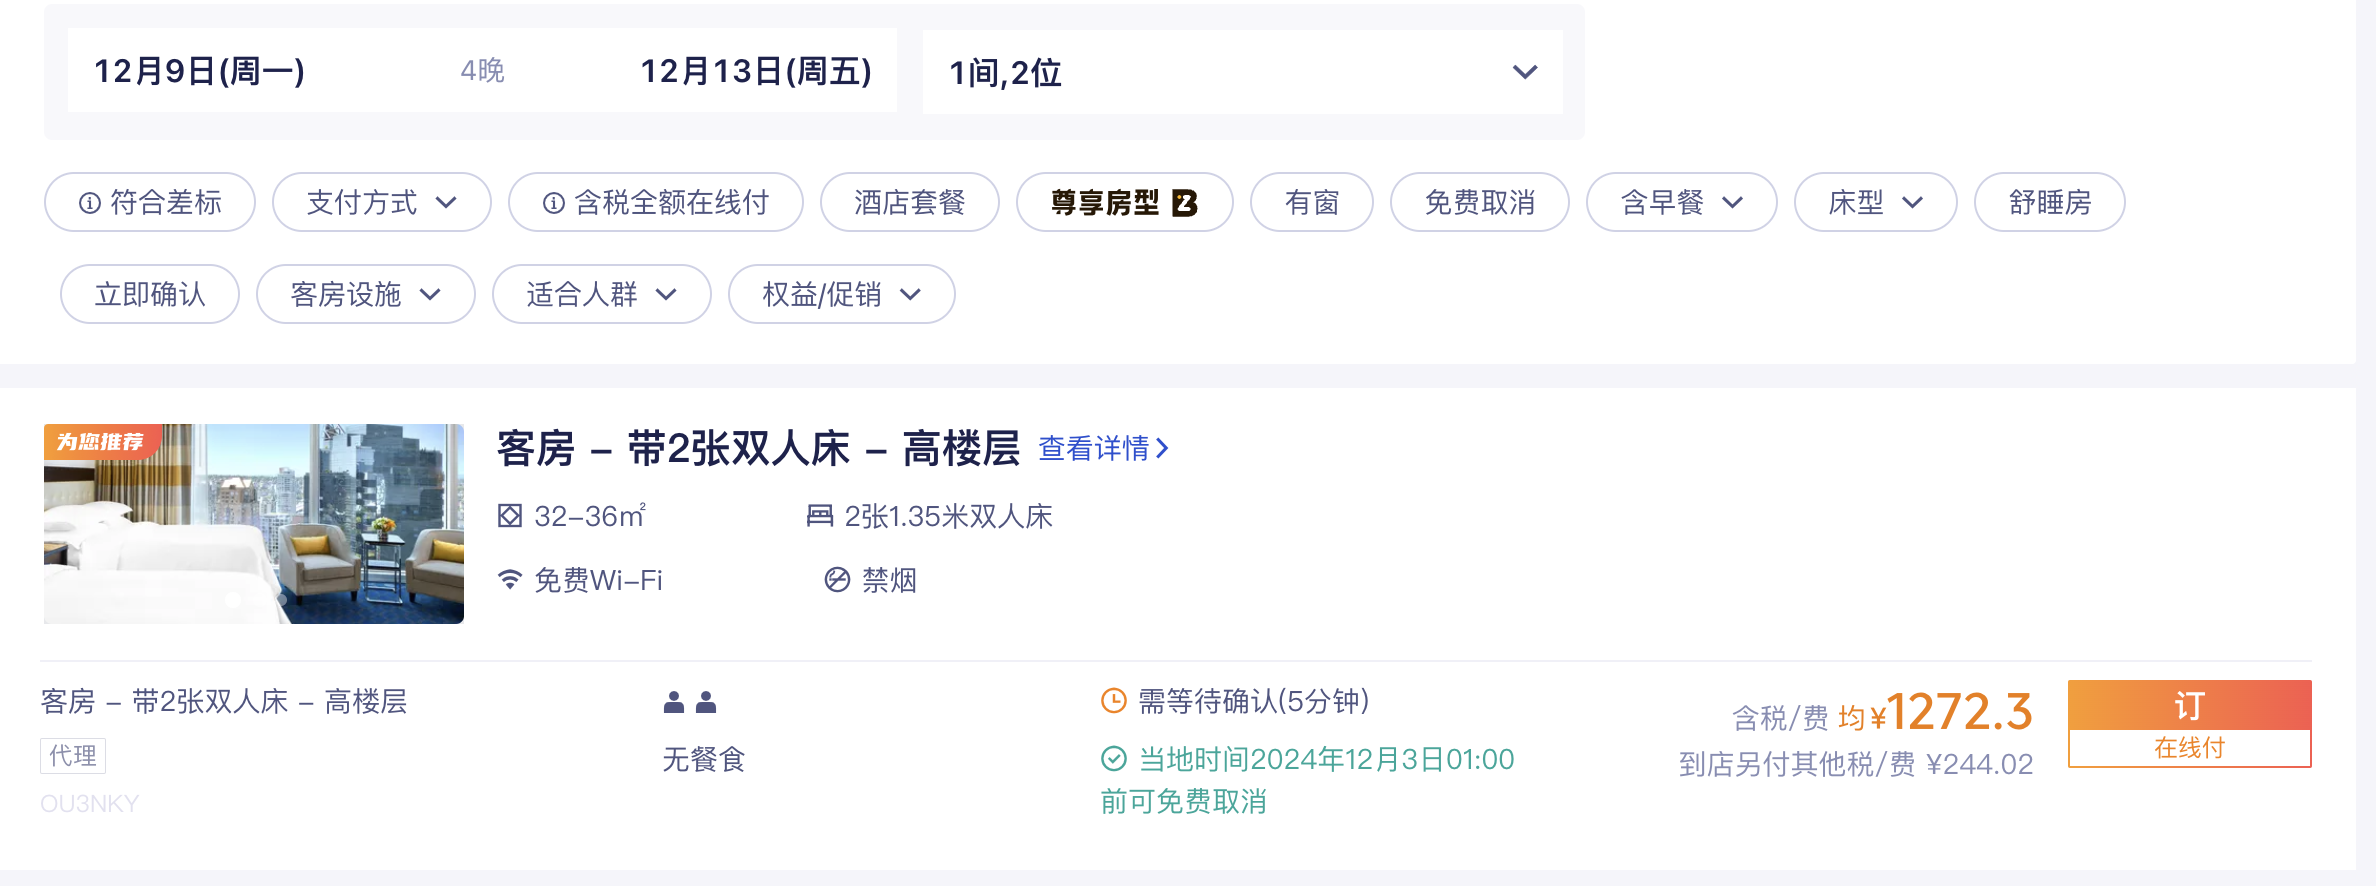 12月9日(周一) 4晚 12月13日(周五) 1间,2位
符合差标 支付方式 含税全额在线付 酒店套餐 尊享房型 有窗 免费取消 含早餐 床型 舒睡房
立即确认 客房设施 适合人群 权益/促销
为您推荐
客房 – 带2张双人床 – 高楼层 查看详情
32–36㎡ 2张1.35米双人床
免费Wi–Fi 禁烟
客房 – 带2张双人床 – 高楼层
代理
OU3NKY
无餐食
需等待确认(5分钟)
当地时间2024年12月3日01:00
前可免费取消
含税/费 均¥1272.3
到店另付其他税/费 ¥244.02
订
在线付